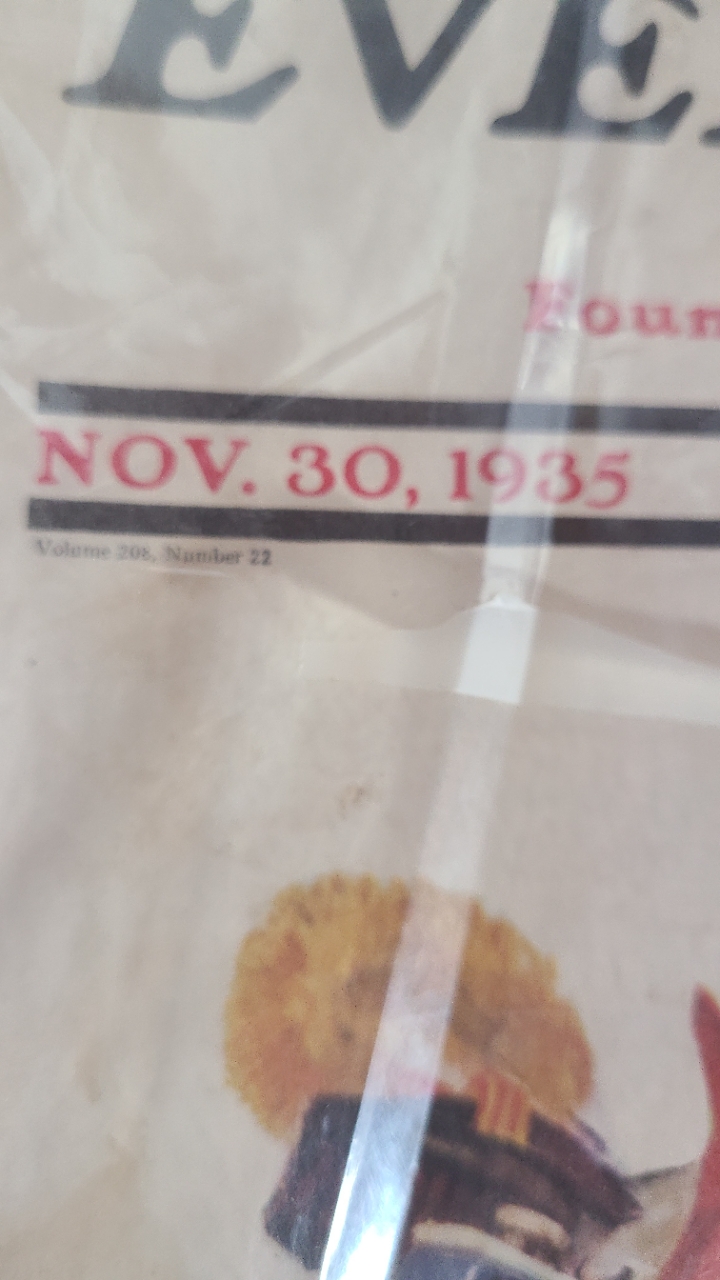 EVE
Foun
NOV. 30, 1935
Volume 208, Number 22